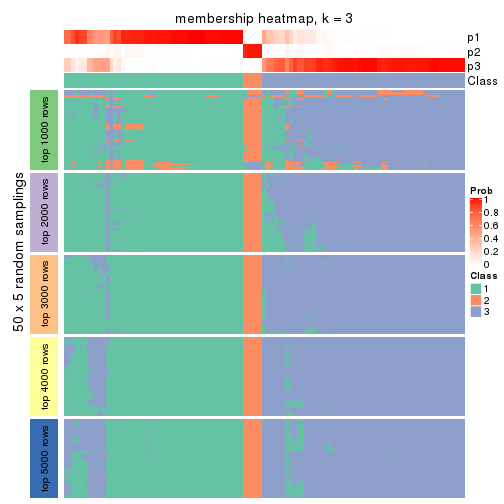 membership heatmap, k = 3
p1
p2
p3
Class
50 x 5 random samplings
top 1000 rows
top 2000 rows
top 3000 rows
top 4000 rows
top 5000 rows
Prob
1
0.8
0.6
0.4
0.2
0
Class
1
2
3